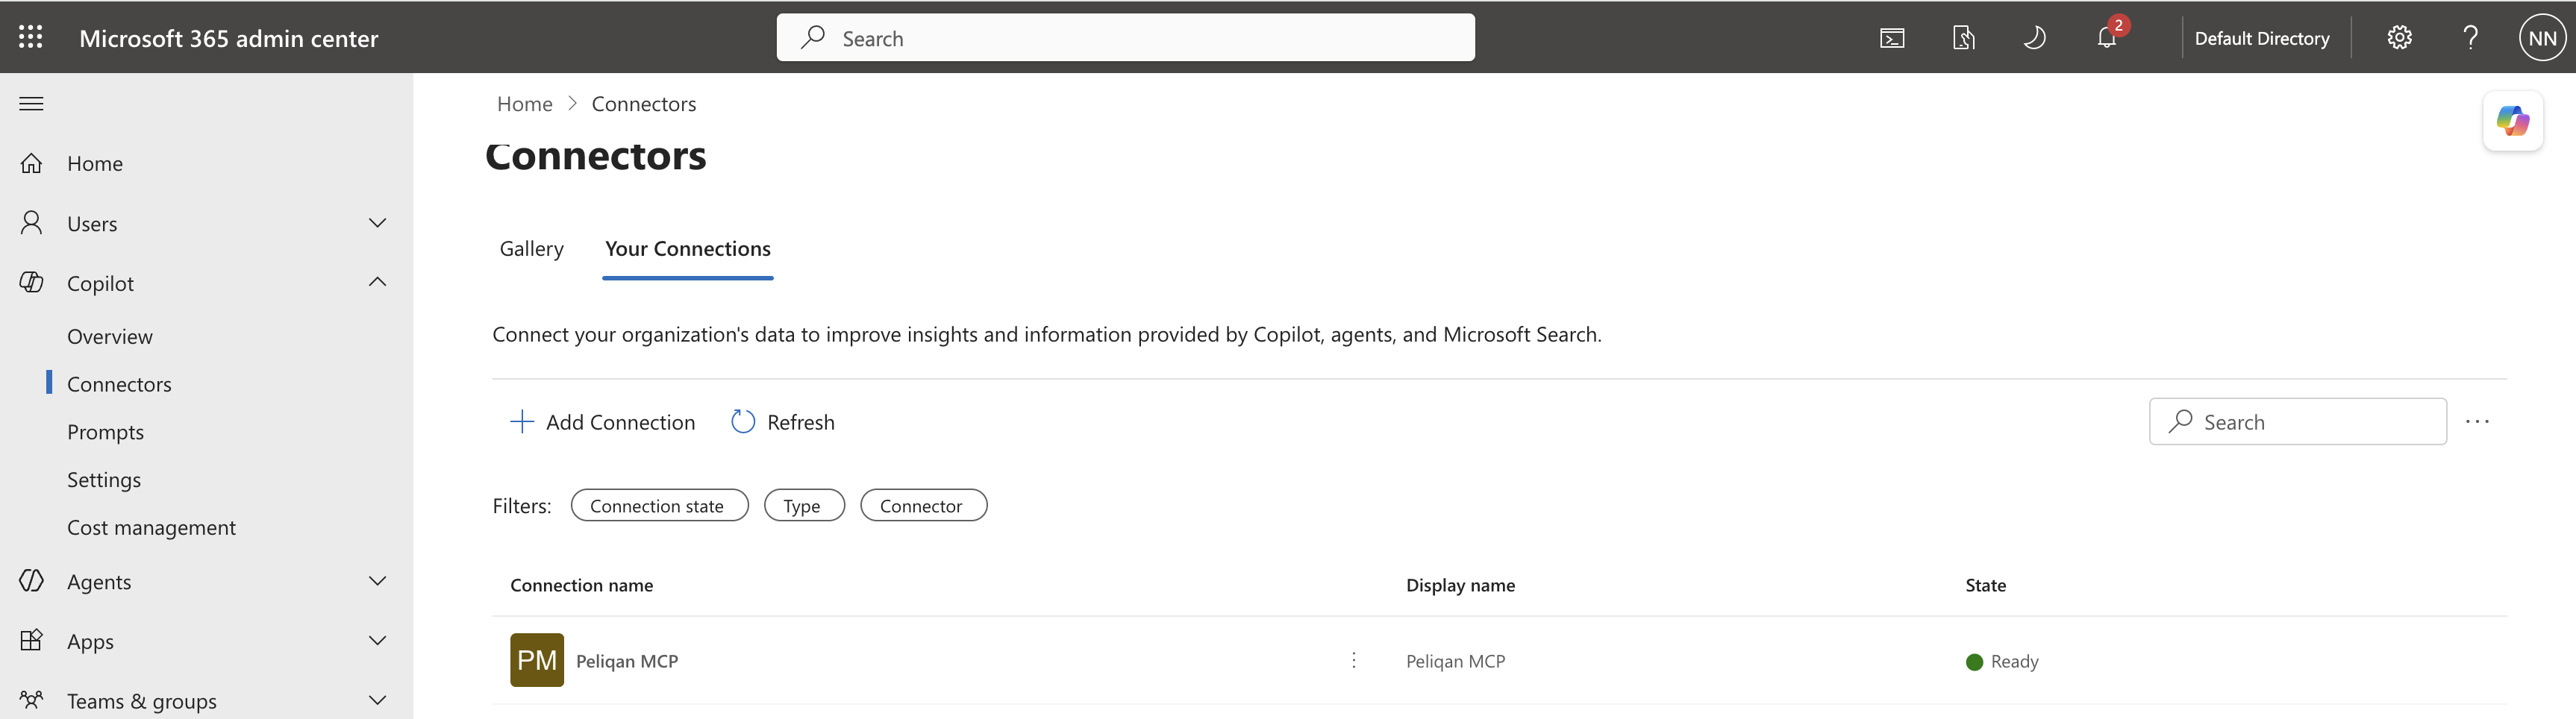 Microsoft 365 admin center
Search
2
Default Directory
?
NN
Home
Users
Copilot
Overview
Connectors
Prompts
Settings
Cost management
Agents
Apps
Teams & groups
Home > Connectors
Connectors
Gallery Your Connections
Connect your organization's data to improve insights and information provided by Copilot, agents, and Microsoft Search.
Add Connection Refresh
Search
Filters: Connection state Type Connector
Connection name Display name State
PM Peliqan MCP Peliqan MCP Ready